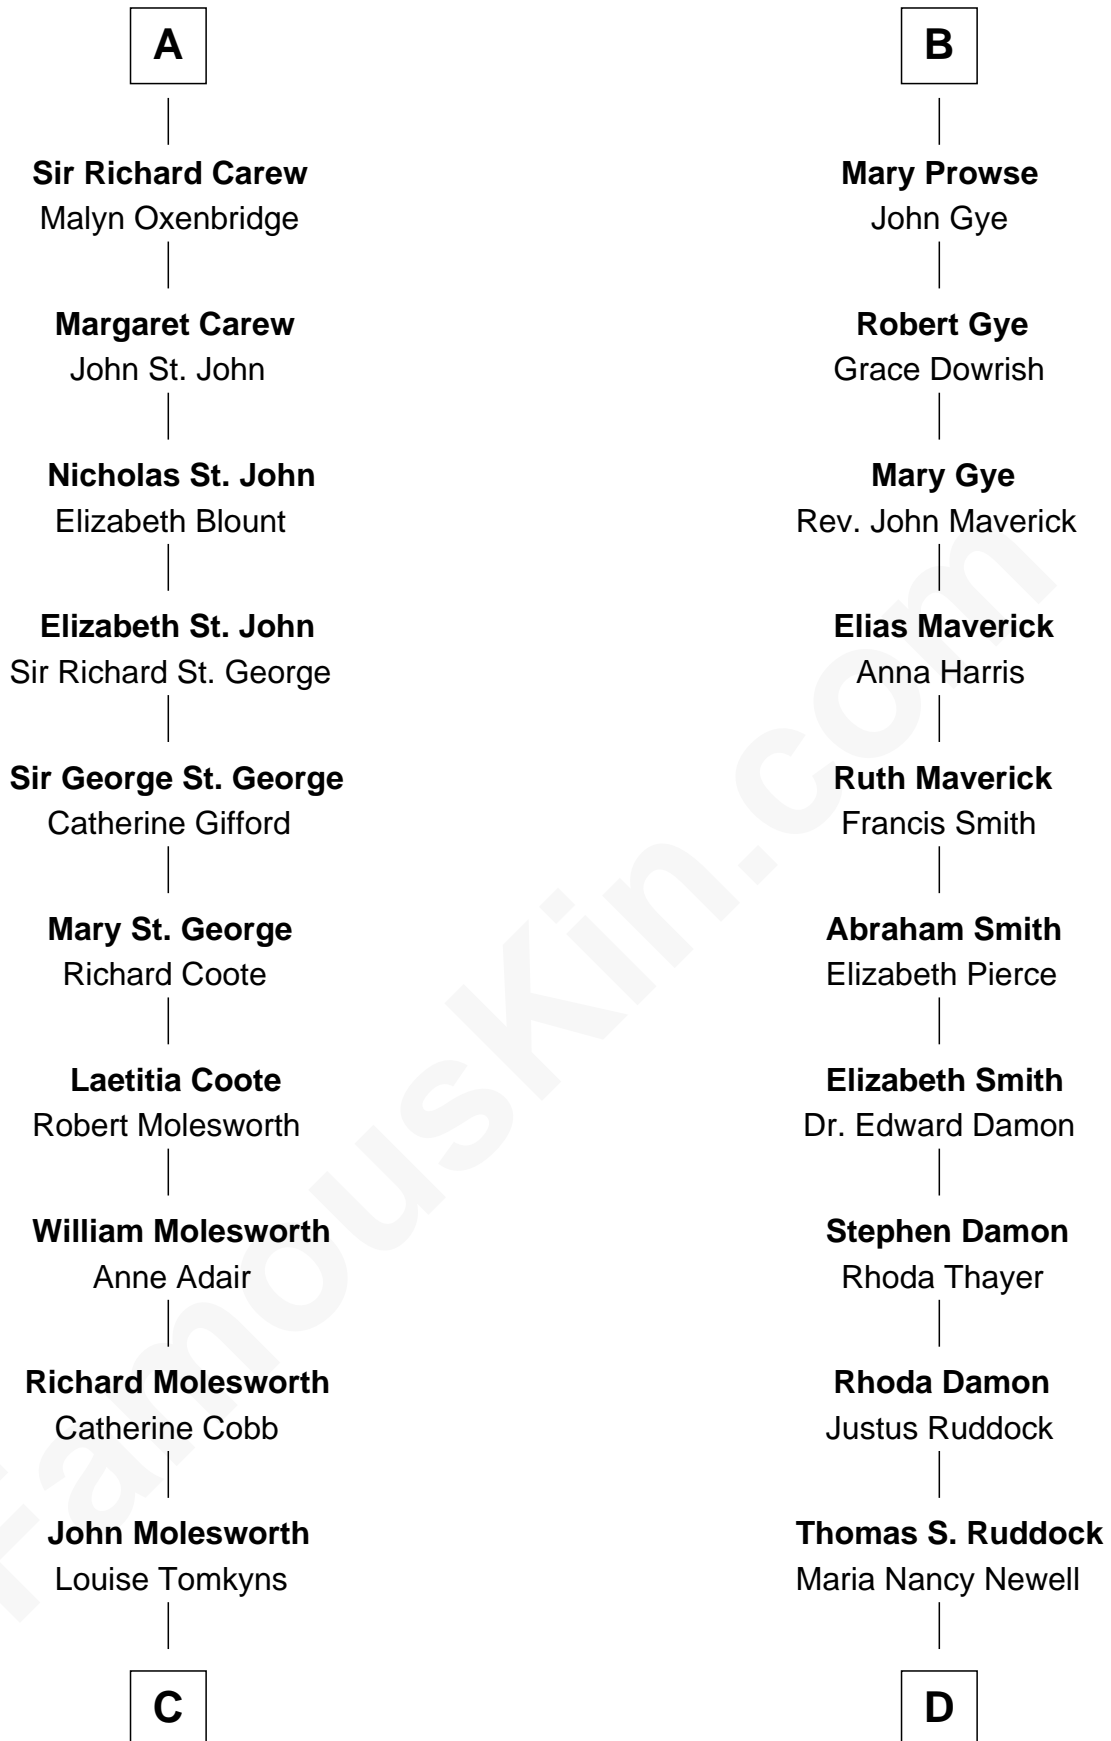 A
Sir Richard Carew
Malyn Oxenbridge
Margaret Carew
John St. John
Nicholas St. John
Elizabeth Blount
Elizabeth St. John
Sir Richard St. George
Sir George St. George
Catherine Gifford
Mary St. George
Richard Coote
Laetitia Coote
Robert Molesworth
William Molesworth
Anne Adair
Richard Molesworth
Catherine Cobb
John Molesworth
Louise Tomkyns
C
B
Mary Prowse
John Gye
Robert Gye
Grace Dowrish
Mary Gye
Rev. John Maverick
Elias Maverick
Anna Harris
Ruth Maverick
Francis Smith
Abraham Smith
Elizabeth Pierce
Elizabeth Smith
Dr. Edward Damon
Stephen Damon
Rhoda Thayer
Rhoda Damon
Justus Ruddock
Thomas S. Ruddock
Maria Nancy Newell
D
FamousKin.com